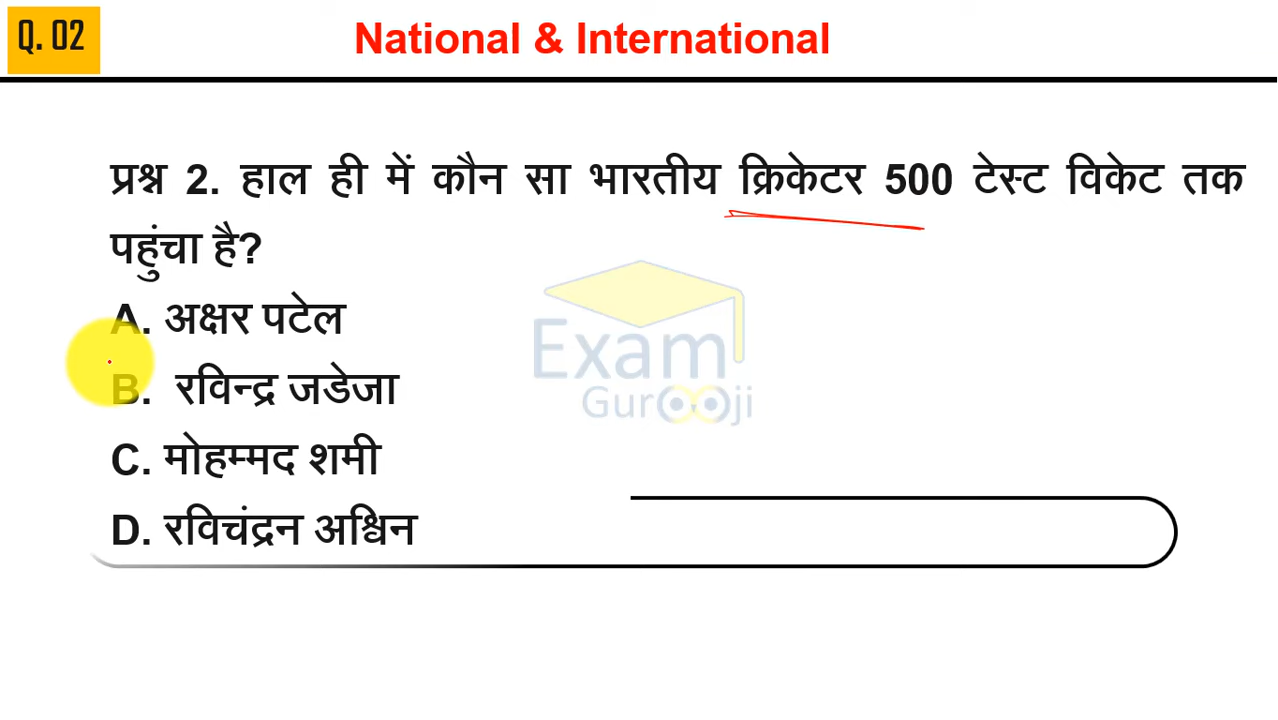 Q. 02
National & International
प्रश्न 2. हाल ही में कौन सा भारतीय क्रिकेटर 500 टेस्ट विकेट तक
पहुंचा है?
A. अक्षर पटेल
B. रविन्द्र जडेजा
C. मोहम्मद शमी
D. रविचंद्रन अश्विन
Exam
Gurooji